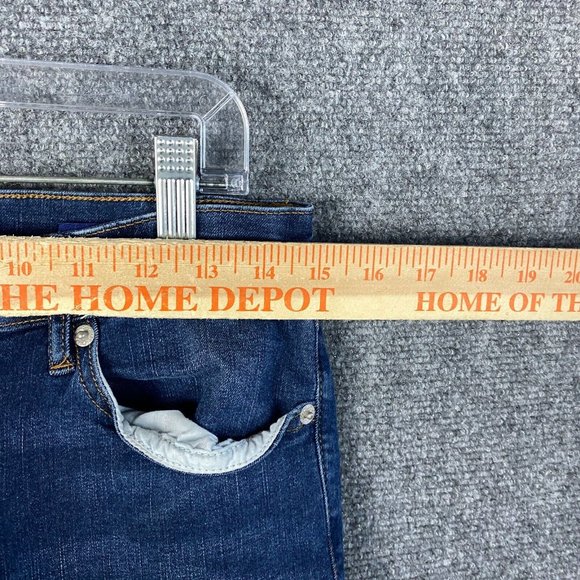 10 11 12 13 14 15 16 17 18 19
HE HOME DEPOT HOME OF TH